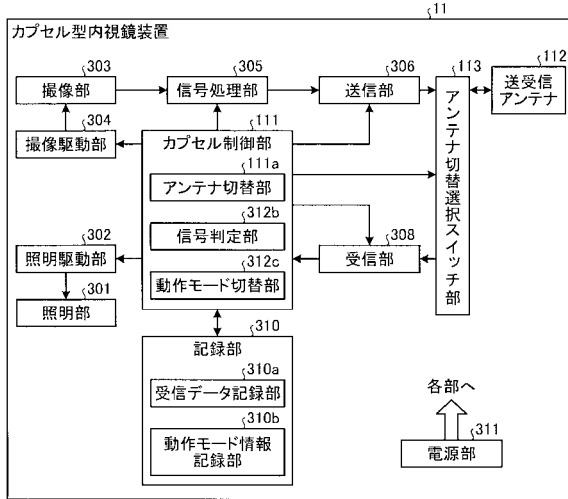 11
カプセル型内視鏡装置
303
撮像部
305
信号処理部
306
送信部
113
アンテナ切替選択スイッチ部
112
送受信
アンテナ
304
撮像駆動部
111
カプセル制御部
111a
アンテナ切替部
312b
信号判定部
312c
動作モード切替部
302
照明駆動部
308
受信部
301
照明部
310
記録部
310a
受信データ記録部
310b
動作モード情報
記録部
各部へ
311
電源部